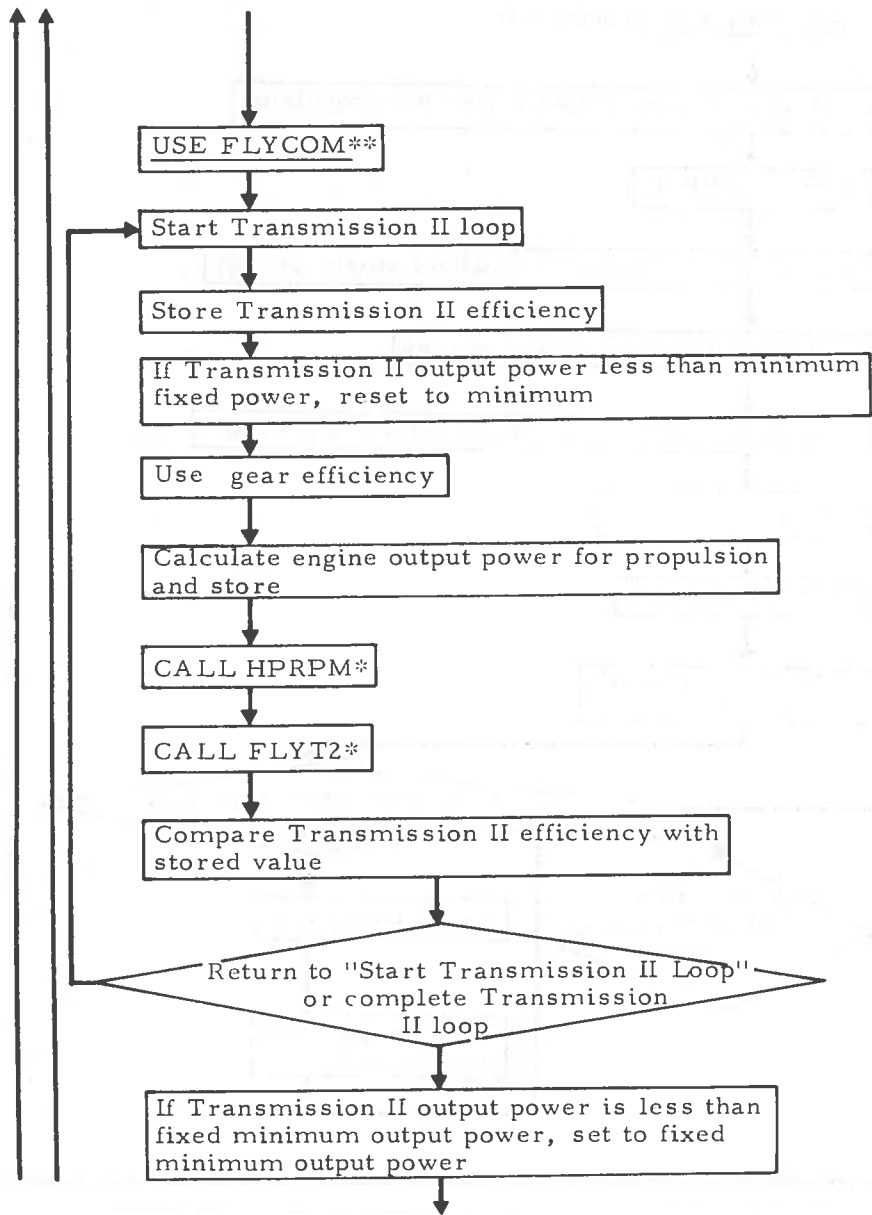 USE FLYCOM**
Start Transmission II loop
Store Transmission II efficiency
If Transmission II output power less than minimum
fixed power, reset to minimum
Use gear efficiency
Calculate engine output power for propulsion
and store
CALL HPRPM*
CALL FLYT2*
Compare Transmission II efficiency with
stored value
Return to "Start Transmission II Loop"
or complete Transmission
II loop
If Transmission II output power is less than
fixed minimum output power, set to fixed
minimum output power